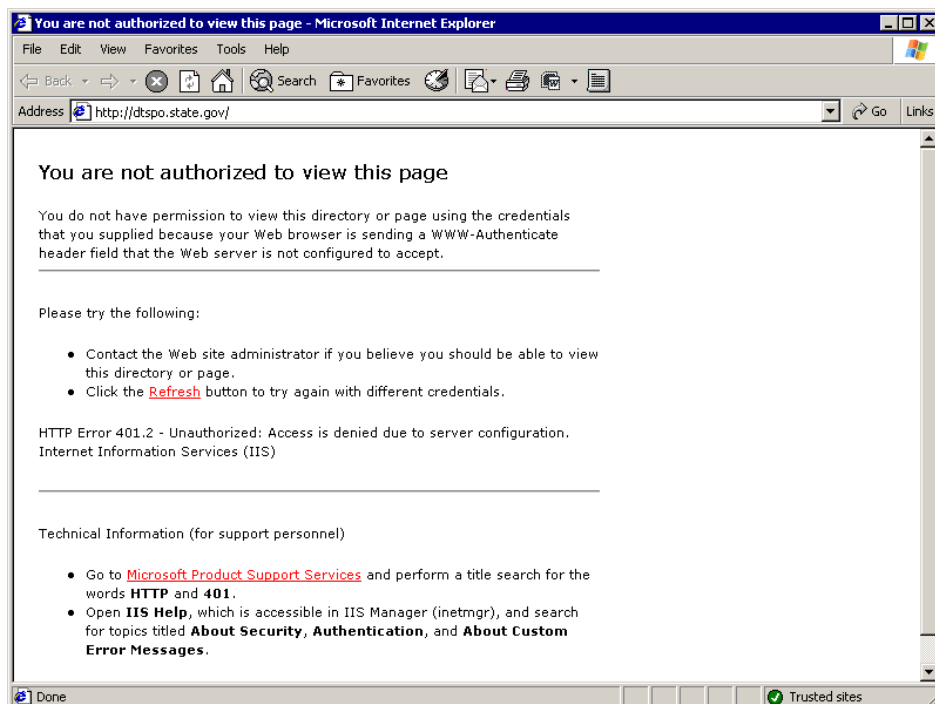 You are not authorized to view this page - Microsoft Internet Explorer
File Edit View Favorites Tools Help
Back Search Favorites
Address http://dtspo.state.gov/ Go Links
You are not authorized to view this page
You do not have permission to view this directory or page using the credentials
that you supplied because your Web browser is sending a WWW-Authenticate
header field that the Web server is not configured to accept.
Please try the following:
Contact the Web site administrator if you believe you should be able to view
this directory or page.
Click the Refresh button to try again with different credentials.
HTTP Error 401.2 - Unauthorized: Access is denied due to server configuration.
Internet Information Services (IIS)
Technical Information (for support personnel)
Go to Microsoft Product Support Services and perform a title search for the
words HTTP and 401.
Open IIS Help, which is accessible in IIS Manager (inetmgr), and search
for topics titled About Security, Authentication, and About Custom
Error Messages.
Done Trusted sites